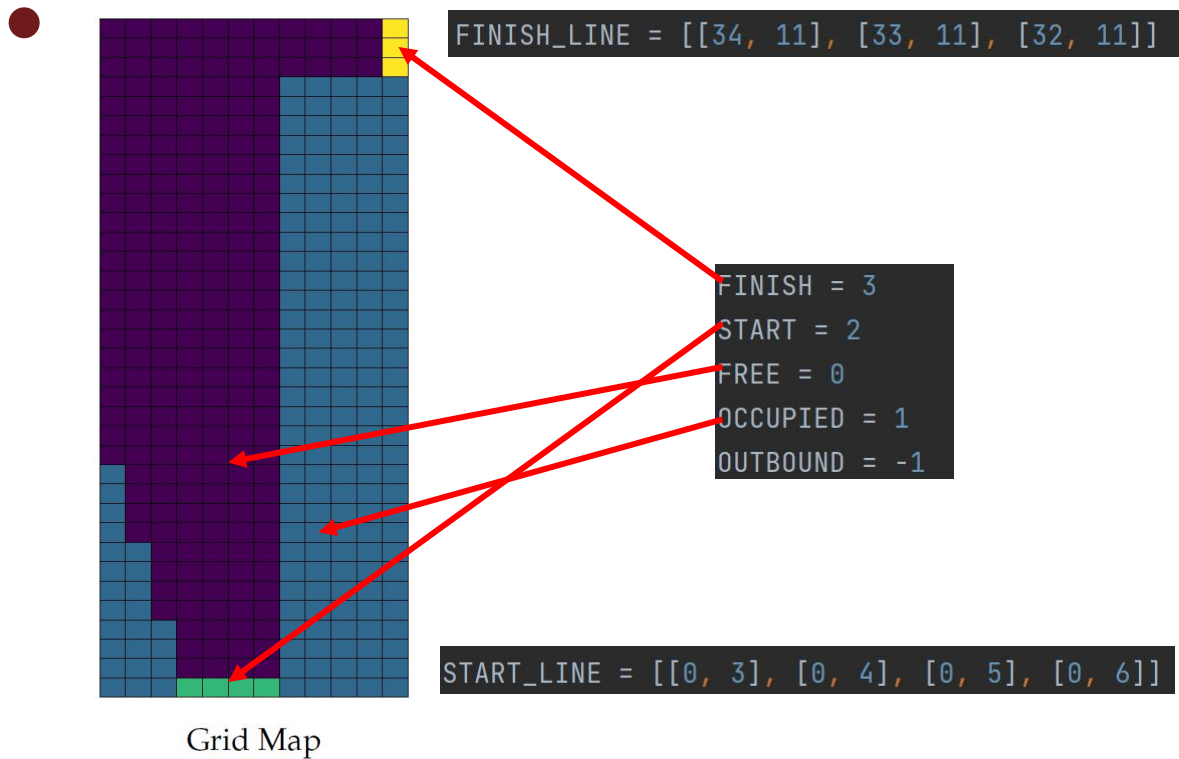 FINISH_LINE = [[34, 11], [33, 11], [32, 11]]
FINISH = 3
START = 2
FREE = 0
OCCUPIED = 1
OUTBOUND = -1
START_LINE = [[0, 3], [0, 4], [0, 5], [0, 6]]
Grid Map